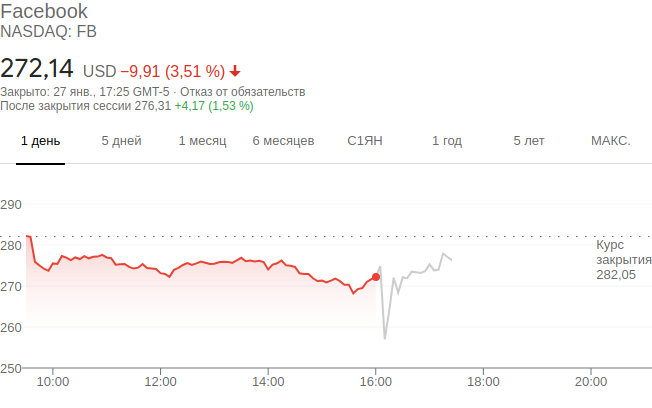 Facebook
NASDAQ: FB
272,14 USD −9,91 (3,51 %)
Закрыто: 27 янв., 17:25 GMT-5 · Отказ от обязательств
После закрытия сессии 276,31 +4,17 (1,53 %)
1 день 5 дней 1 месяц 6 месяцев С1ЯН 1 год 5 лет МАКС.
290
280
270
260
250
Курс
закрытия
282,05
10:00 12:00 14:00 16:00 18:00 20:00